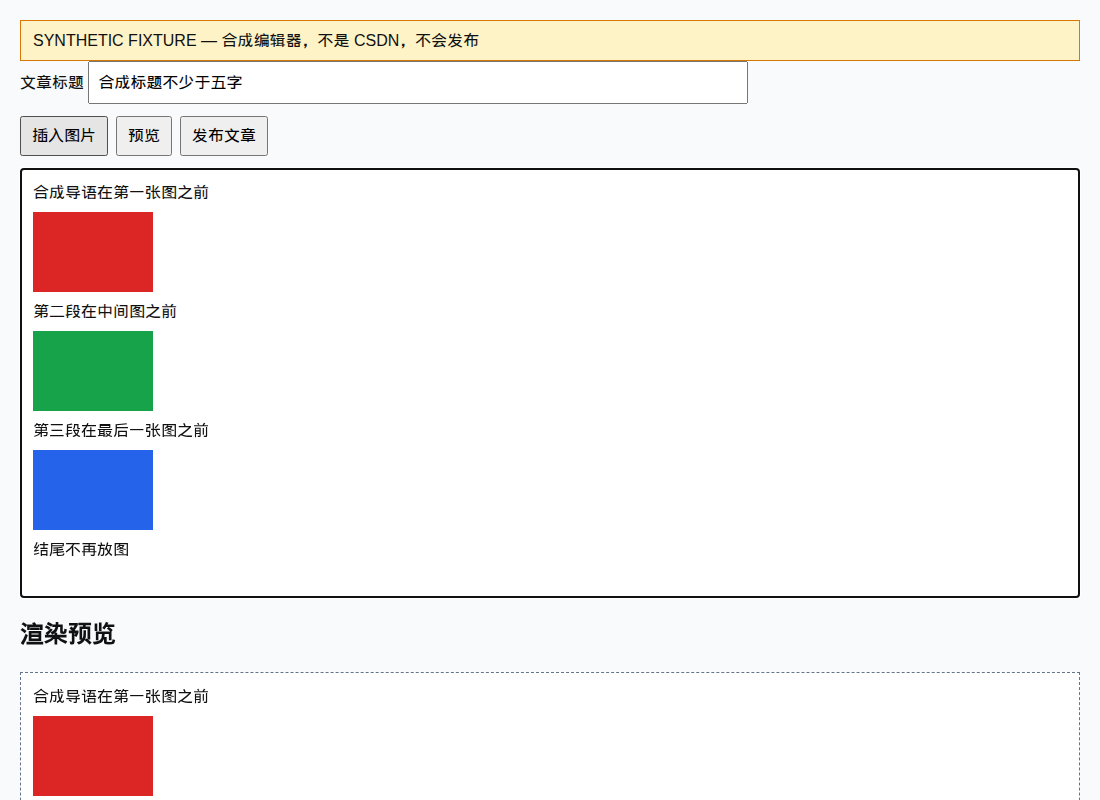 SYNTHETIC FIXTURE — 合成编辑器，不是 CSDN，不会发布
文章标题 合成标题不少于五字
插入图片 预览 发布文章
合成导语在第一张图之前
第二段在中间图之前
第三段在最后一张图之前
结尾不再放图
渲染预览
合成导语在第一张图之前